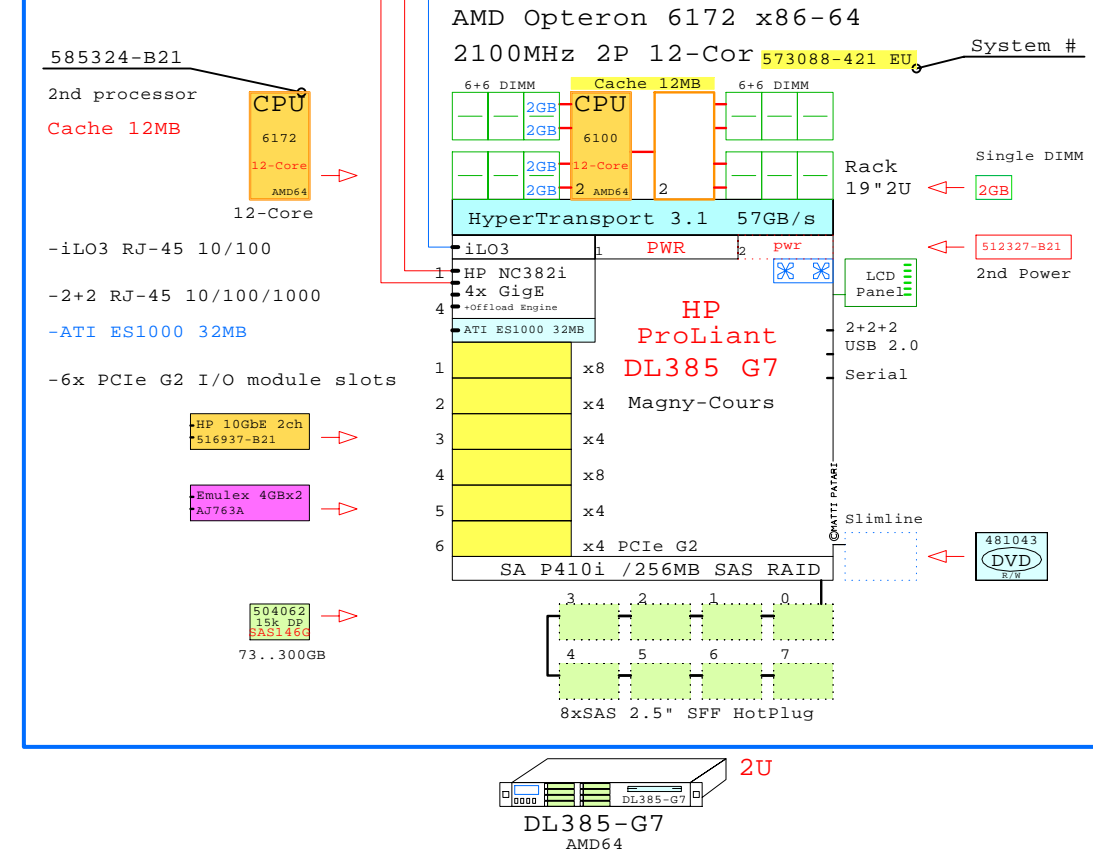 AMD Opteron 6172 x86-64
2100MHz 2P 12-Cor
573088-421 EU
System #
585324-B21
2nd processor
Cache 12MB
CPU
6172
12-Core
AMD64
12-Core
6+6 DIMM
Cache 12MB
6+6 DIMM
2GB
2GB
2GB
2GB
CPU
6100
12-Core
2 AMD64
2
Rack
19"2U
Single DIMM
2GB
HyperTransport 3.1 57GB/s
iLO3
1 PWR
2 pwr
512327-B21
2nd Power
-iLO3 RJ-45 10/100
-2+2 RJ-45 10/100/1000
-ATI ES1000 32MB
-6x PCIe G2 I/O module slots
1 HP NC382i
4x GigE
4 +Offload Engine
ATI ES1000 32MB
LCD
Panel
HP
ProLiant
DL385 G7
Magny-Cours
2+2+2
USB 2.0
Serial
1 x8
2 x4
3 x4
4 x8
5 x4
6 x4 PCIe G2
HP 10GbE 2ch
516937-B21
Emulex 4GBx2
AJ763A
©MATTI PATARI
Slimline
481043
DVD
R/W
SA P410i /256MB SAS RAID
504062
15k DP
SAS146G
73..300GB
3 2 1 0
4 5 6 7
8xSAS 2.5" SFF HotPlug
2U
DL385-G7
DL385-G7
AMD64